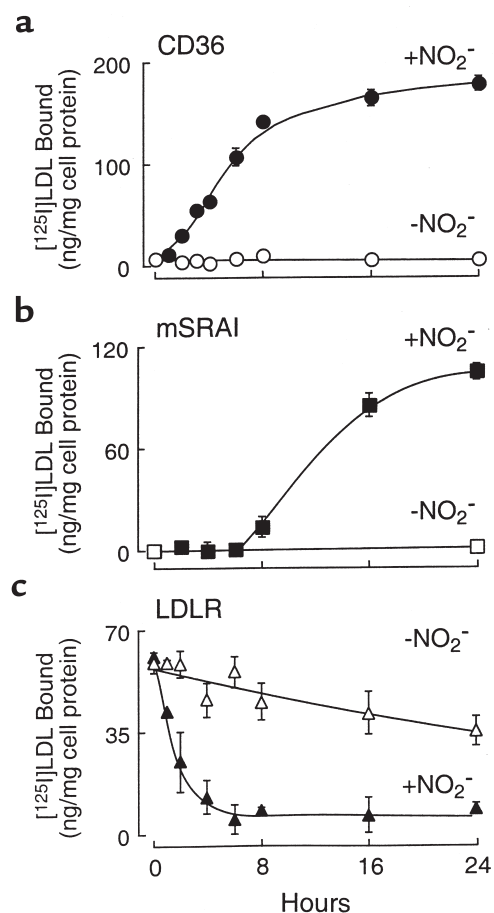 a
CD36
+NO₂⁻
200
100
0
[¹²⁵I]LDL Bound
(ng/mg cell protein)
-NO₂⁻
b
mSRAI
+NO₂⁻
120
60
0
[¹²⁵I]LDL Bound
(ng/mg cell protein)
-NO₂⁻
c
LDLR
-NO₂⁻
70
35
0
[¹²⁵I]LDL Bound
(ng/mg cell protein)
+NO₂⁻
0 8 16 24
Hours